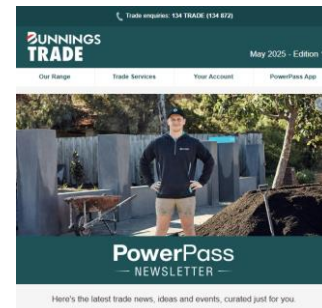 Trade enquiries: 134 TRADE (134 872)
BUNNINGS
TRADE
May 2025 - Edition 1
Our Range
Trade Services
Your Account
PowerPass App
PowerPass
NEWSLETTER
Here's the latest trade news, ideas and events, curated just for you.